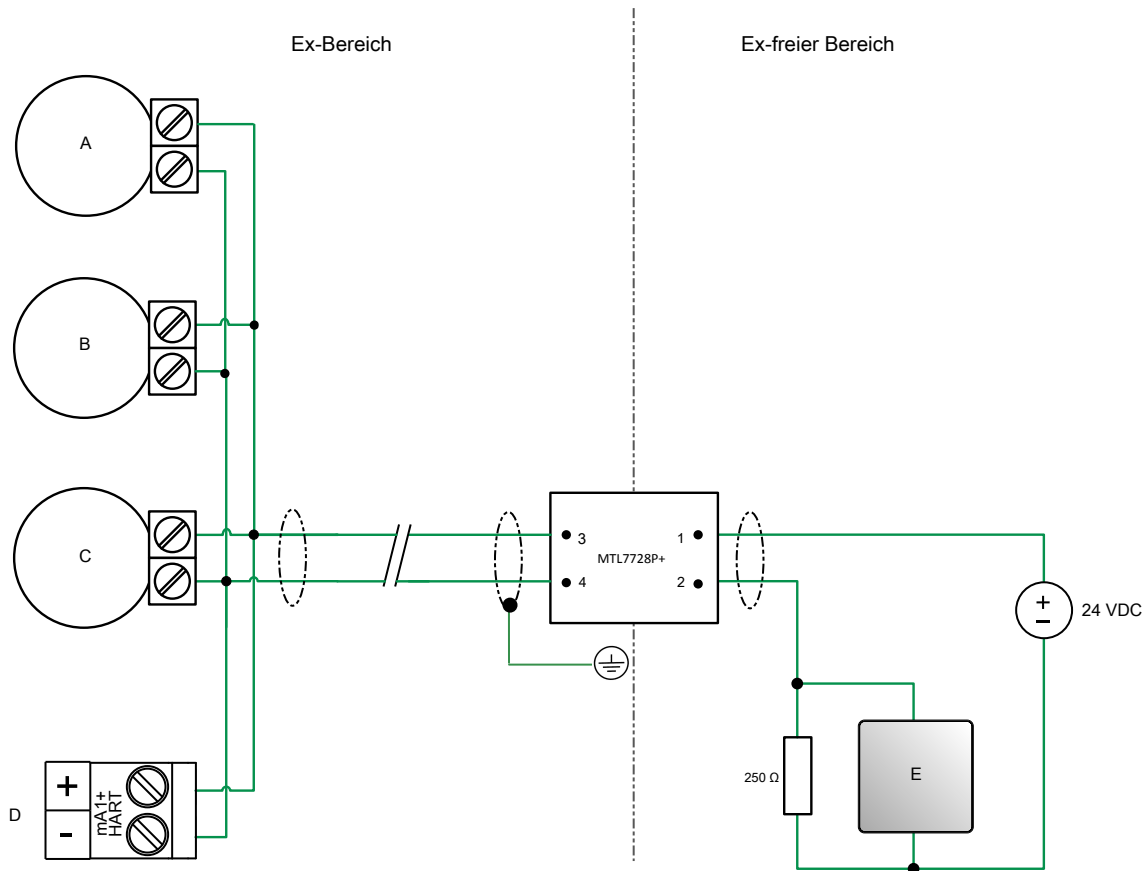 Ex-Bereich
Ex-freier Bereich
A
B
C
3
1
MTL7728P+
4
2
+
−
24 VDC
250 Ω
E
D
+
-
mA1+
HART